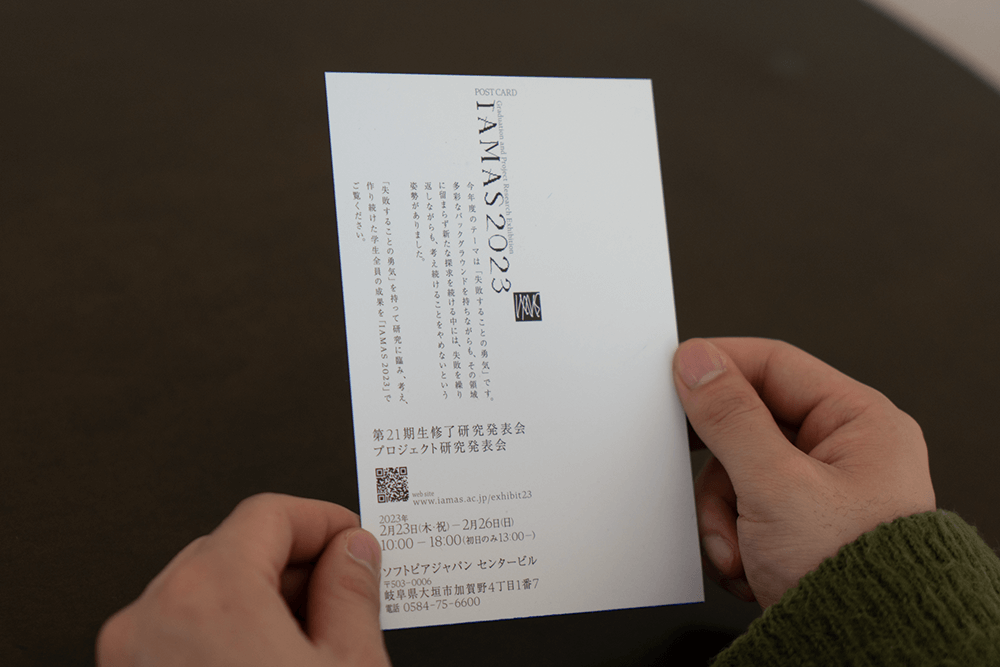 POST CARD
IAMAS 2023
Graduation and Project Research Exhibition
IAMAS
今年度のテーマは「失敗することの勇気」です。
多彩なバックグラウンドを持ちながらも、その領域
に留まらず新たな探求を続ける中には、失敗を繰り
返しながらも、考え続けることをやめないという
姿勢がありました。
「失敗することの勇気」を持って研究に臨み、考え、
作り続けた学生全員の成果を「IAMAS 2023」で
ご覧ください。
第21期生修了研究発表会
プロジェクト研究発表会
web site
www.iamas.ac.jp/exhibit23
2023年
2月23日(木・祝)－2月26日(日)
10:00－18:00(初日のみ13:00−)
ソフトピアジャパン センタービル
〒503-0006
岐阜県大垣市加賀野4丁目1番7
電話 0584-75-6600